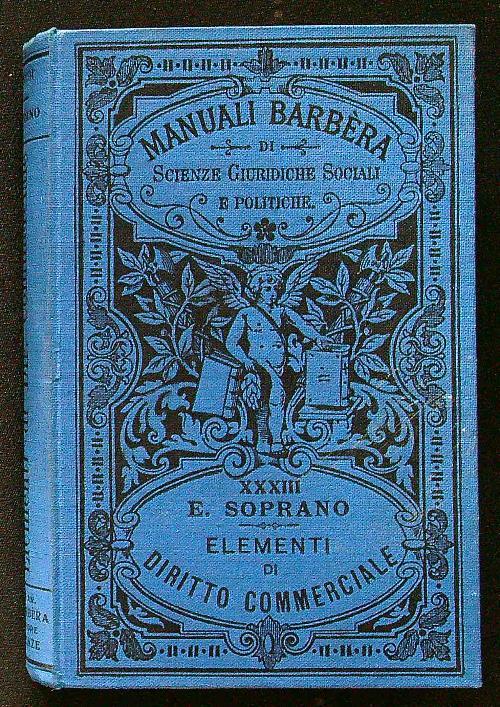 MANUALI BARBÈRA
DI
SCIENZE GIURIDICHE SOCIALI
E POLITICHE.
XXXIII
E. SOPRANO
ELEMENTI
DI
DIRITTO COMMERCIALE